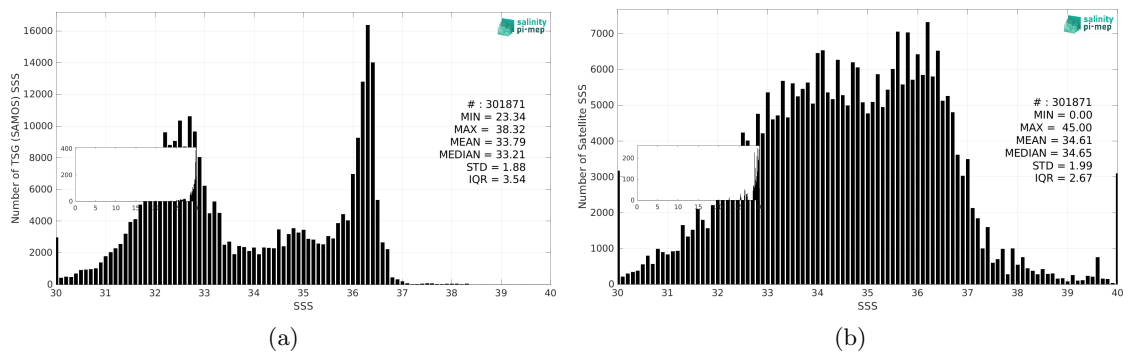 salinity
pi-mep
Number of TSG (SAMOS) SSS
16000
14000
12000
10000
8000
6000
4000
2000
0
# : 301871
MIN = 23.34
MAX = 38.32
MEAN = 33.79
MEDIAN = 33.21
STD = 1.88
IQR = 3.54
400
200
0
0 5 10 15
30 31 32 33 34 35 36 37 38 39 40
SSS
(a)
salinity
pi-mep
Number of Satellite SSS
7000
6000
5000
4000
3000
2000
1000
0
# : 301871
MIN = 0.00
MAX = 45.00
MEAN = 34.61
MEDIAN = 34.65
STD = 1.99
IQR = 2.67
200
100
0
0 5 10 15
30 31 32 33 34 35 36 37 38 39 40
SSS
(b)